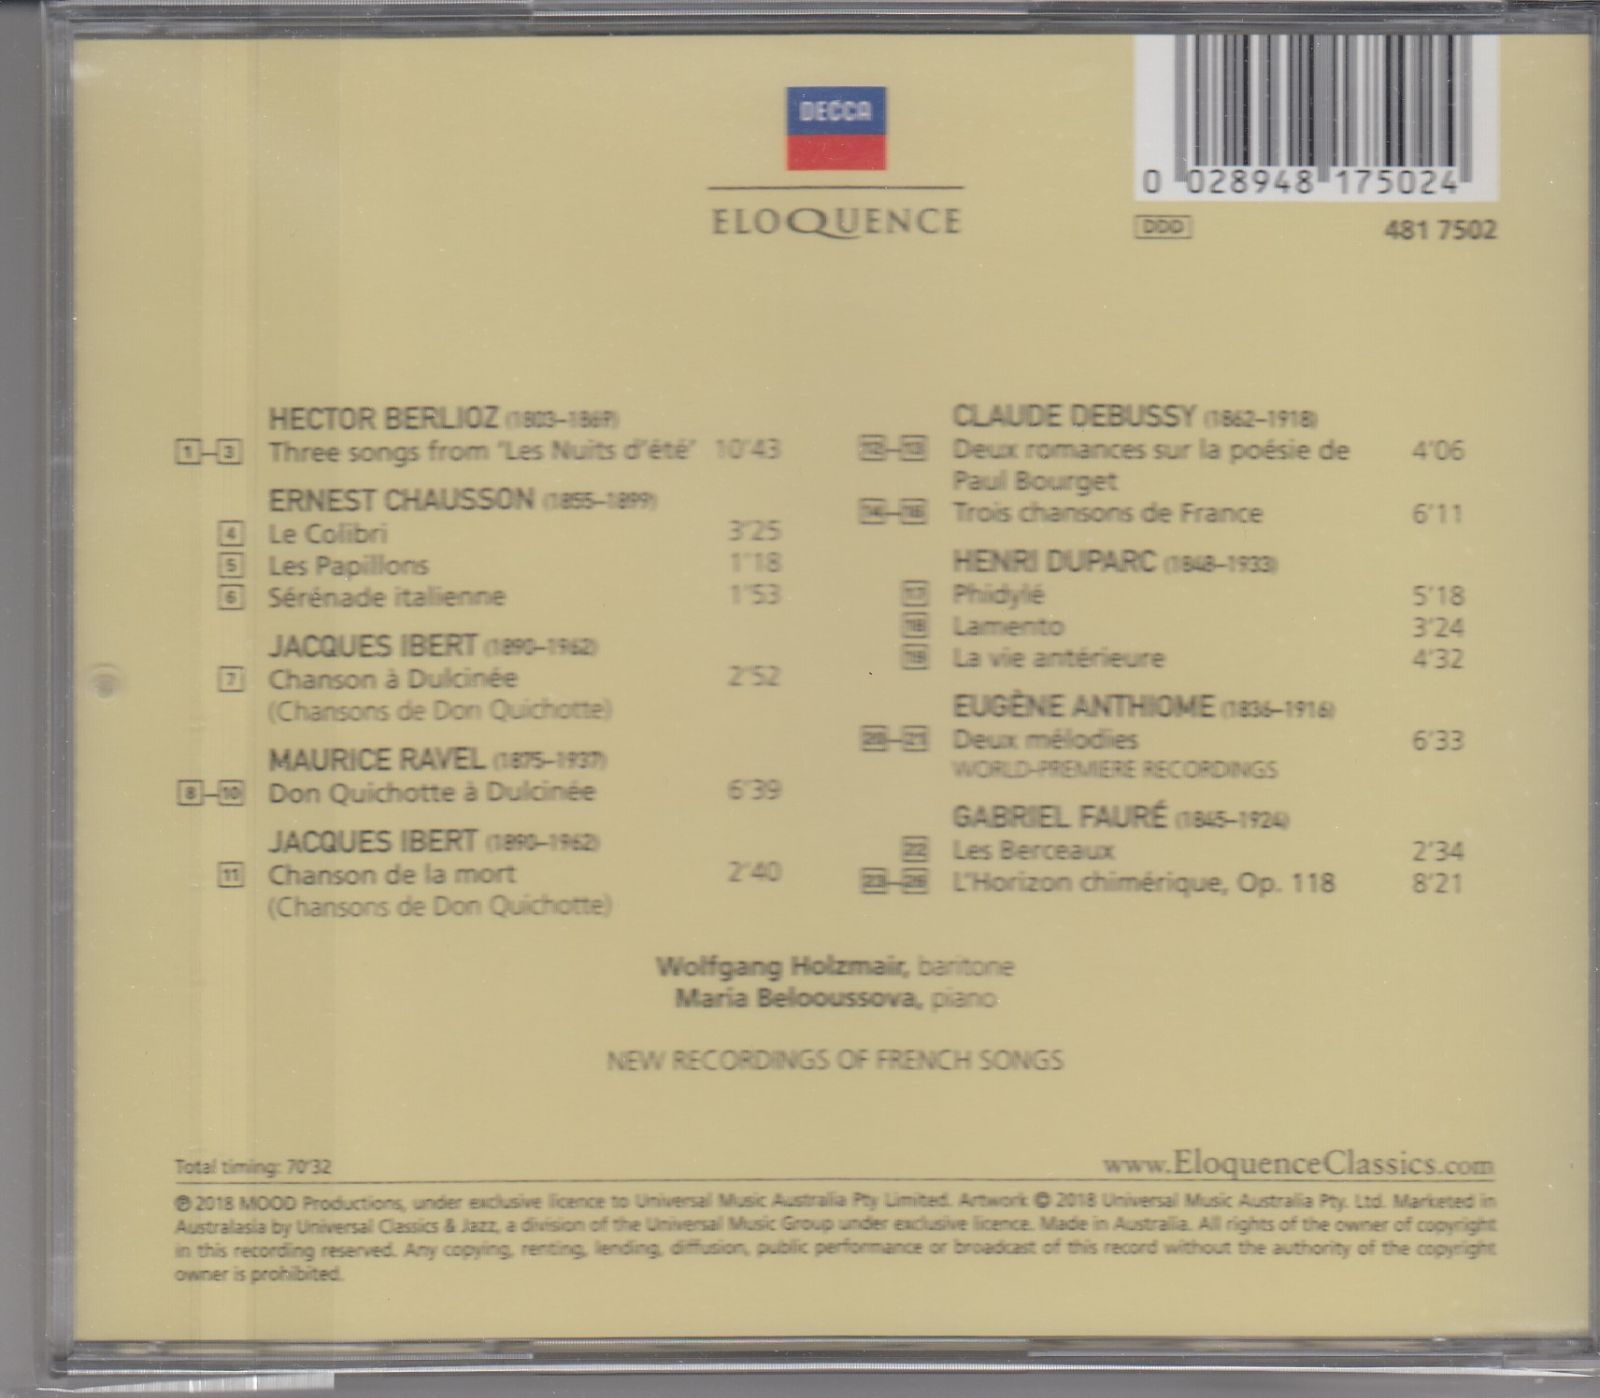 DECCA
ELOQUENCE
0 028948 175024
DDD
481 7502
HECTOR BERLIOZ (1803–1869)
1–3 Three songs from ‘Les Nuits d’été’ 10’43
ERNEST CHAUSSON (1855–1899)
4 Le Colibri 3’25
5 Les Papillons 1’18
6 Sérénade italienne 1’53
JACQUES IBERT (1890–1962)
7 Chanson à Dulcinée 2’52
(Chansons de Don Quichotte)
MAURICE RAVEL (1875–1937)
8–10 Don Quichotte à Dulcinée 6’39
JACQUES IBERT (1890–1962)
11 Chanson de la mort 2’40
(Chansons de Don Quichotte)
CLAUDE DEBUSSY (1862–1918)
12–13 Deux romances sur la poésie de 4’06
Paul Bourget
14–16 Trois chansons de France 6’11
HENRI DUPARC (1848–1933)
17 Phidylé 5’18
18 Lamento 3’24
19 La vie antérieure 4’32
EUGÈNE ANTHIOME (1836–1916)
20–21 Deux mélodies 6’33
WORLD-PREMIERE RECORDINGS
GABRIEL FAURÉ (1845–1924)
22 Les Berceaux 2’34
23–26 L’Horizon chimérique, Op. 118 8’21
Wolfgang Holzmair, baritone
Maria Belooussova, piano
NEW RECORDINGS OF FRENCH SONGS
Total timing: 70’32
www.EloquenceClassics.com
℗ 2018 MOOD Productions, under exclusive licence to Universal Music Australia Pty Limited. Artwork © 2018 Universal Music Australia Pty. Ltd. Marketed in
Australasia by Universal Classics & Jazz, a division of the Universal Music Group under exclusive licence. Made in Australia. All rights of the owner of copyright
in this recording reserved. Any copying, renting, lending, diffusion, public performance or broadcast of this record without the authority of the copyright
owner is prohibited.